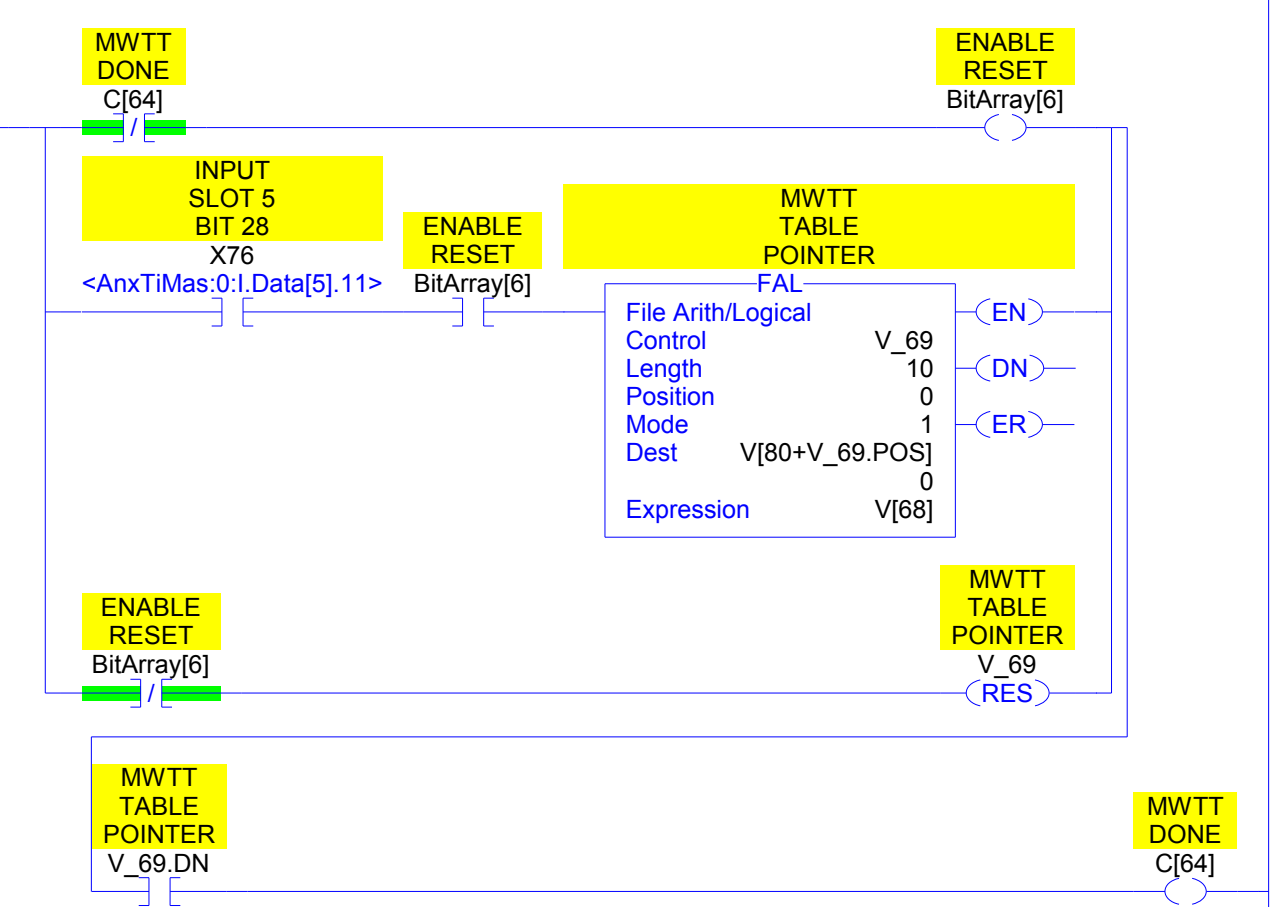 MWTT
DONE
C[64]
/
ENABLE
RESET
BitArray[6]
INPUT
SLOT 5
BIT 28
X76
<AnxTiMas:0:I.Data[5].11>
ENABLE
RESET
BitArray[6]
MWTT
TABLE
POINTER
FAL
File Arith/Logical
Control V_69
Length 10
Position 0
Mode 1
Dest V[80+V_69.POS]
0
Expression V[68]
EN
DN
ER
ENABLE
RESET
BitArray[6]
/
MWTT
TABLE
POINTER
V_69
RES
MWTT
TABLE
POINTER
V_69.DN
MWTT
DONE
C[64]